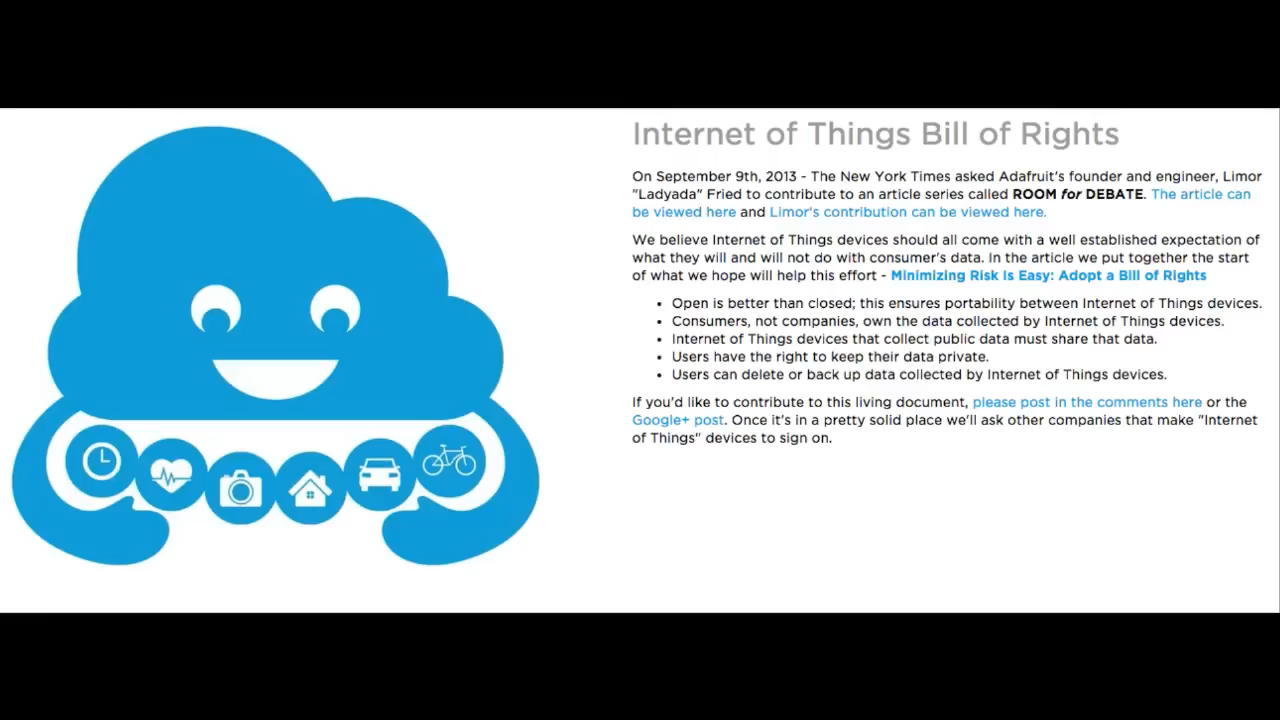 Internet of Things Bill of Rights
On September 9th, 2013 - The New York Times asked Adafruit's founder and engineer, Limor
"Ladyada" Fried to contribute to an article series called ROOM for DEBATE. The article can
be viewed here and Limor's contribution can be viewed here.
We believe Internet of Things devices should all come with a well established expectation of
what they will and will not do with consumer's data. In the article we put together the start
of what we hope will help this effort - Minimizing Risk Is Easy: Adopt a Bill of Rights
• Open is better than closed; this ensures portability between Internet of Things devices.
• Consumers, not companies, own the data collected by Internet of Things devices.
• Internet of Things devices that collect public data must share that data.
• Users have the right to keep their data private.
• Users can delete or back up data collected by Internet of Things devices.
If you'd like to contribute to this living document, please post in the comments here or the
Google+ post. Once it's in a pretty solid place we'll ask other companies that make "Internet
of Things" devices to sign on.